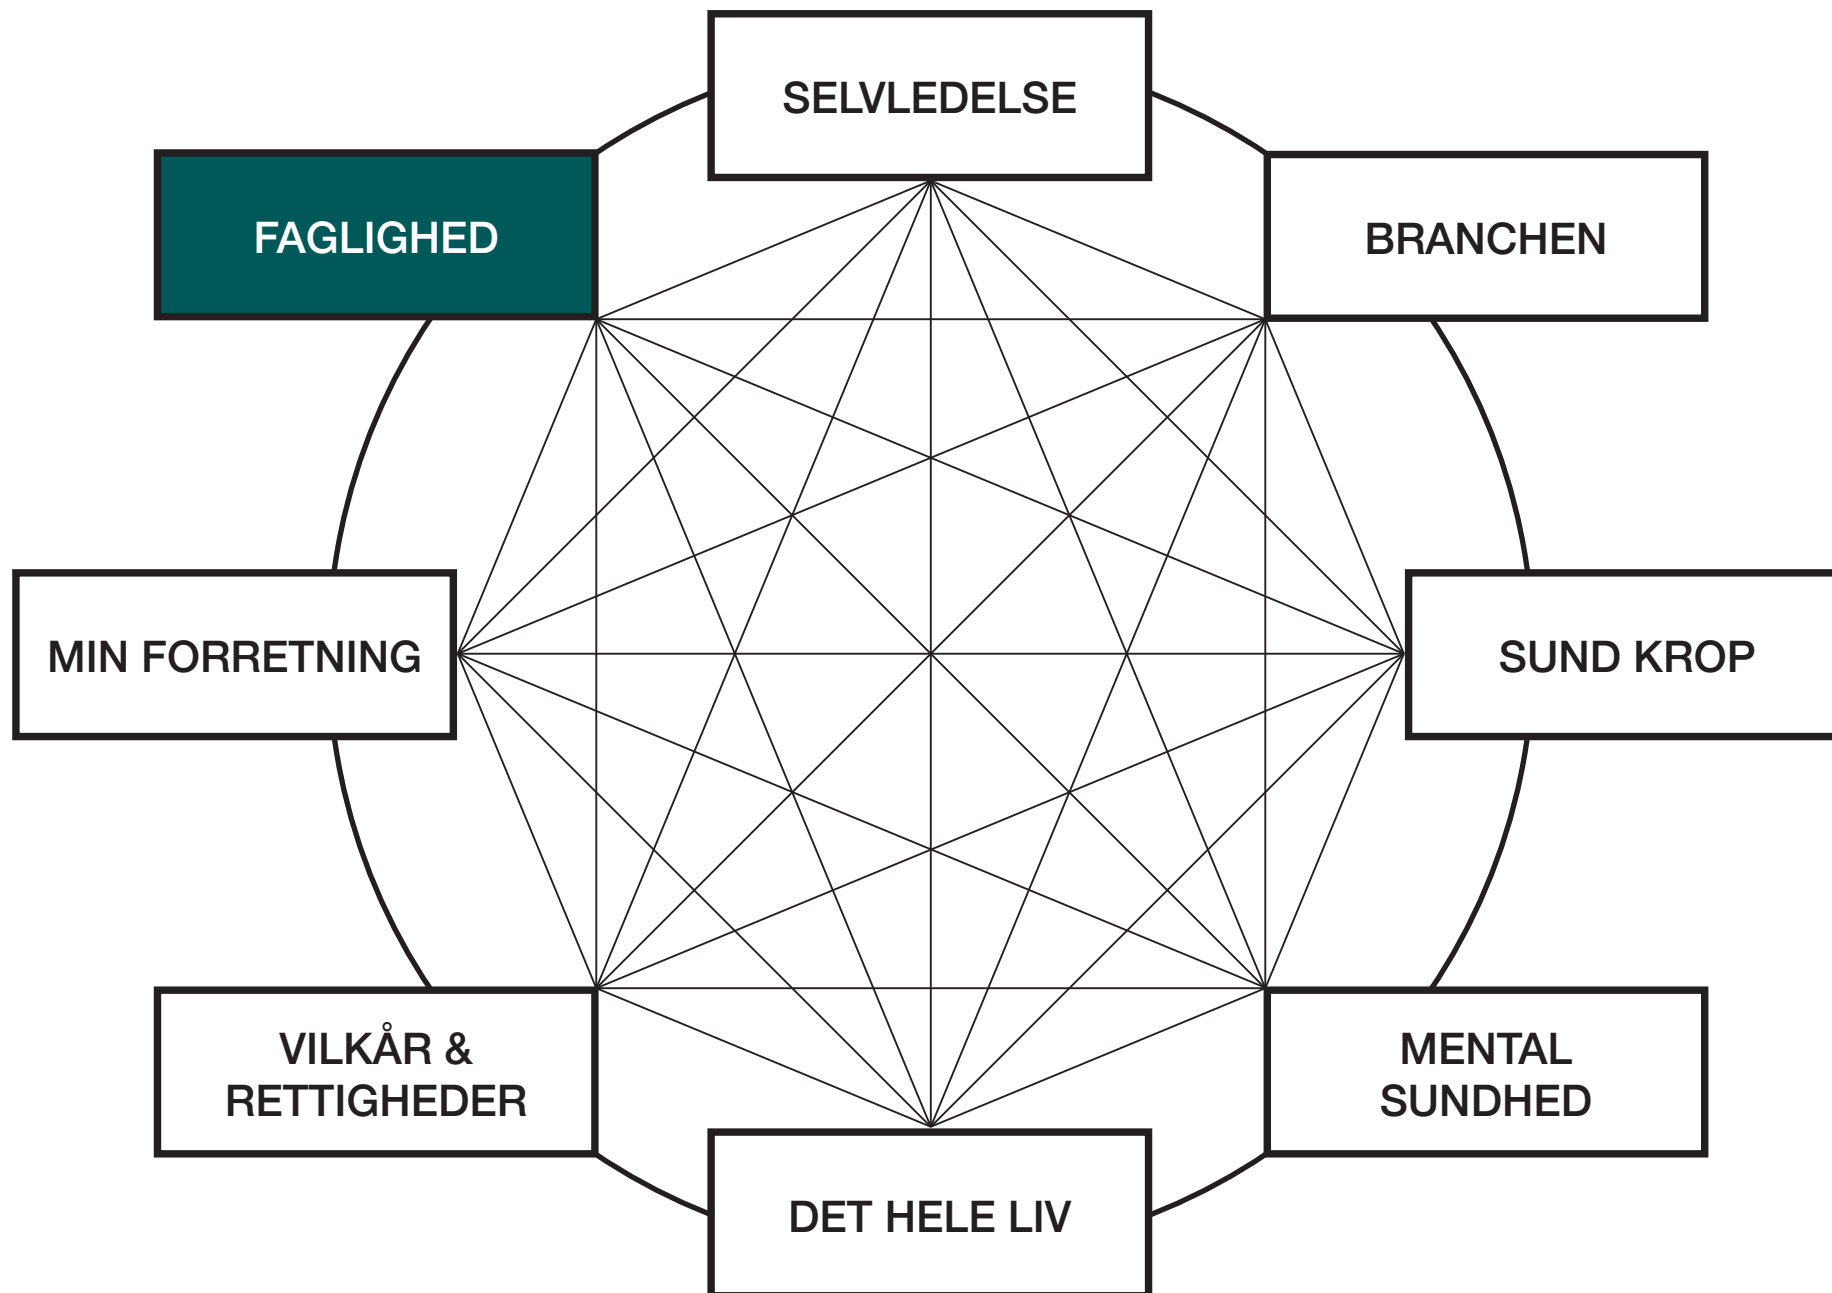 SELVLEDELSE
FAGLIGHED
BRANCHEN
MIN FORRETNING
SUND KROP
VILKÅR &
RETTIGHEDER
MENTAL
SUNDHED
DET HELE LIV